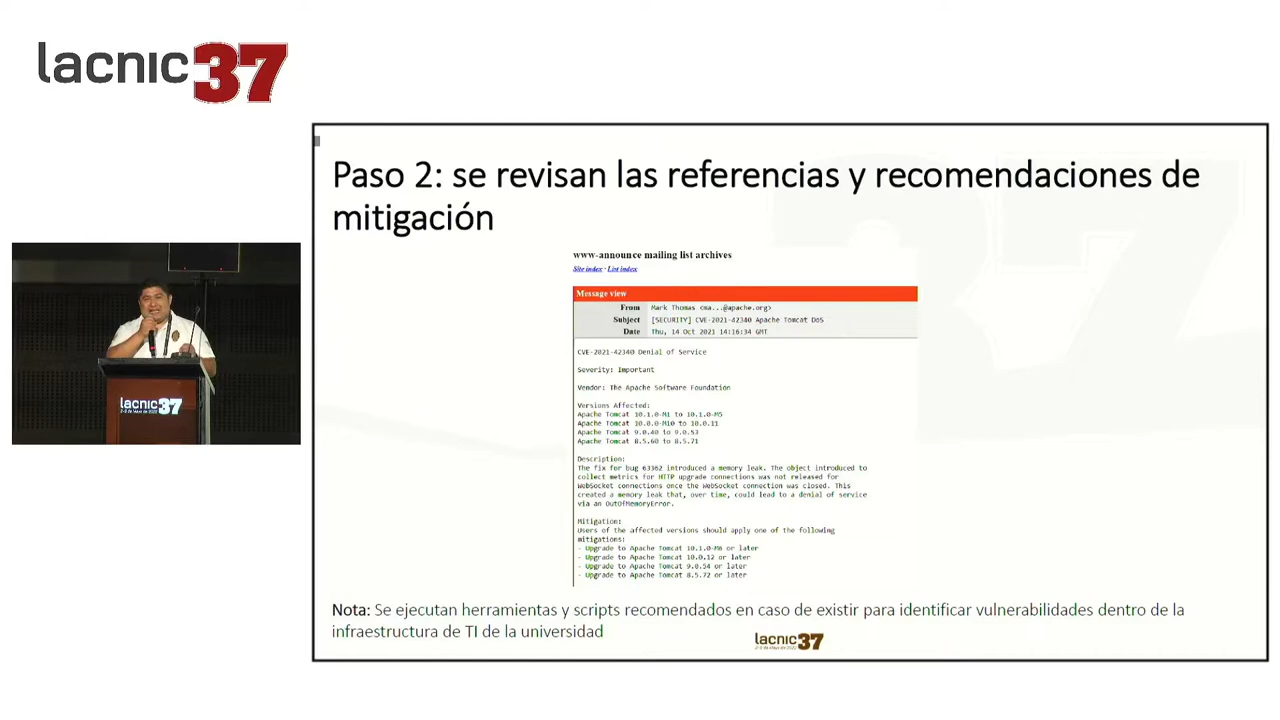 lacnic37
Paso 2: se revisan las referencias y recomendaciones de
mitigación
www-announce mailing list archives
Site index · List index
Message view
From Mark Thomas <ma...@apache.org>
Subject [SECURITY] CVE-2021-42340 Apache Tomcat DoS
Date Thu, 14 Oct 2021 14:16:34 GMT
CVE-2021-42340 Denial of Service
Severity: Important
Vendor: The Apache Software Foundation
Versions Affected:
Apache Tomcat 10.1.0-M1 to 10.1.0-M5
Apache Tomcat 10.0.0-M10 to 10.0.11
Apache Tomcat 9.0.40 to 9.0.53
Apache Tomcat 8.5.60 to 8.5.71
Description:
The fix for bug 63362 introduced a memory leak. The object introduced to
collect metrics for HTTP upgrade connections was not released for
WebSocket connections once the WebSocket connection was closed. This
created a memory leak that, over time, could lead to a denial of service
via an OutOfMemoryError.
Mitigation:
Users of the affected versions should apply one of the following
mitigations:
- Upgrade to Apache Tomcat 10.1.0-M6 or later
- Upgrade to Apache Tomcat 10.0.12 or later
- Upgrade to Apache Tomcat 9.0.54 or later
- Upgrade to Apache Tomcat 8.5.72 or later
Nota: Se ejecutan herramientas y scripts recomendados en caso de existir para identificar vulnerabilidades dentro de la
infraestructura de TI de la universidad
lacnic37
lacnic37